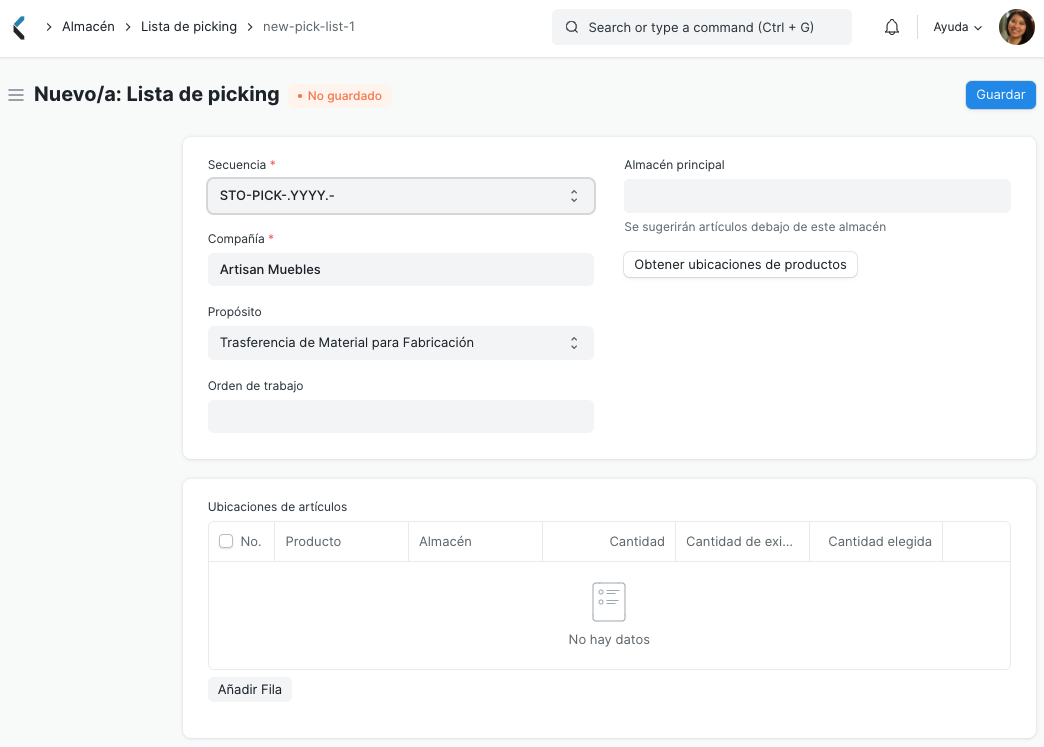 Almacén
Lista de picking
new-pick-list-1
Search or type a command (Ctrl + G)
Ayuda
Nuevo/a: Lista de picking
No guardado
Guardar
Secuencia *
STO-PICK-.YYYY.-
Compañía *
Artisan Muebles
Propósito
Trasferencia de Material para Fabricación
Orden de trabajo
Almacén principal
Se sugerirán artículos debajo de este almacén
Obtener ubicaciones de productos
Ubicaciones de artículos
No.
Producto
Almacén
Cantidad
Cantidad de exi...
Cantidad elegida
No hay datos
Añadir Fila